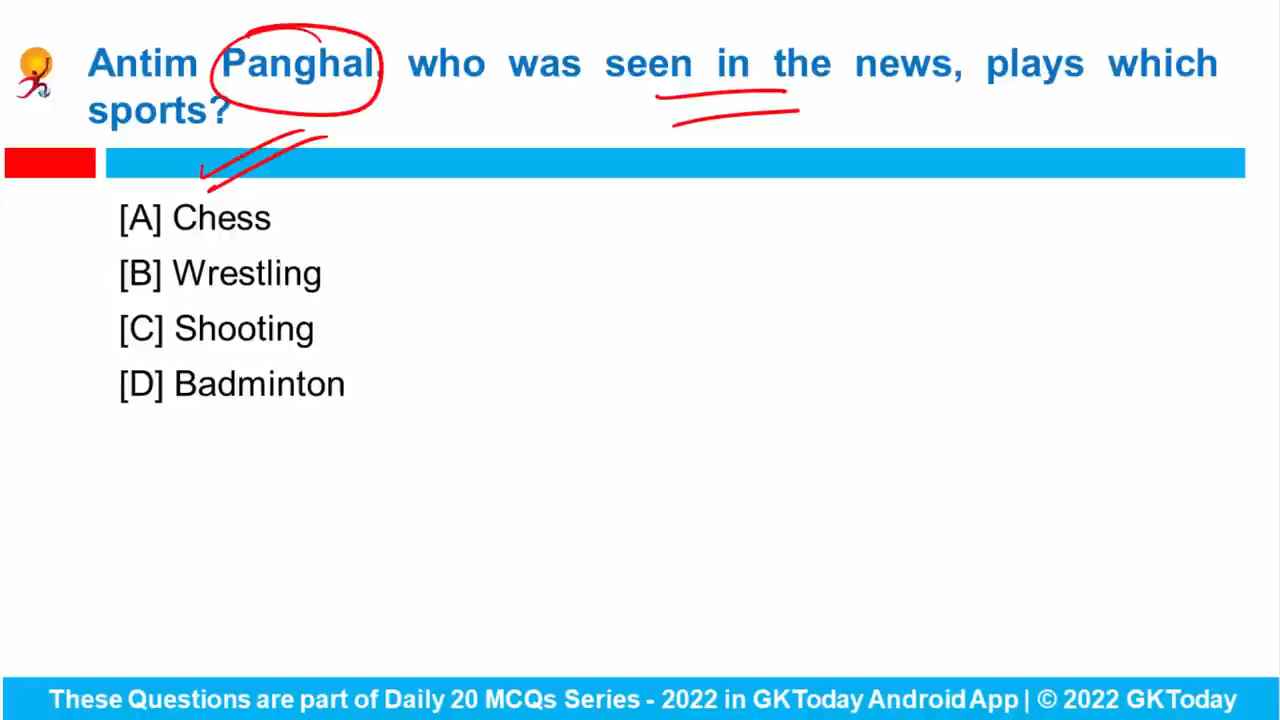 Antim Panghal, who was seen in the news, plays which
sports?
[A] Chess
[B] Wrestling
[C] Shooting
[D] Badminton
These Questions are part of Daily 20 MCQs Series - 2022 in GKToday Android App | © 2022 GKToday